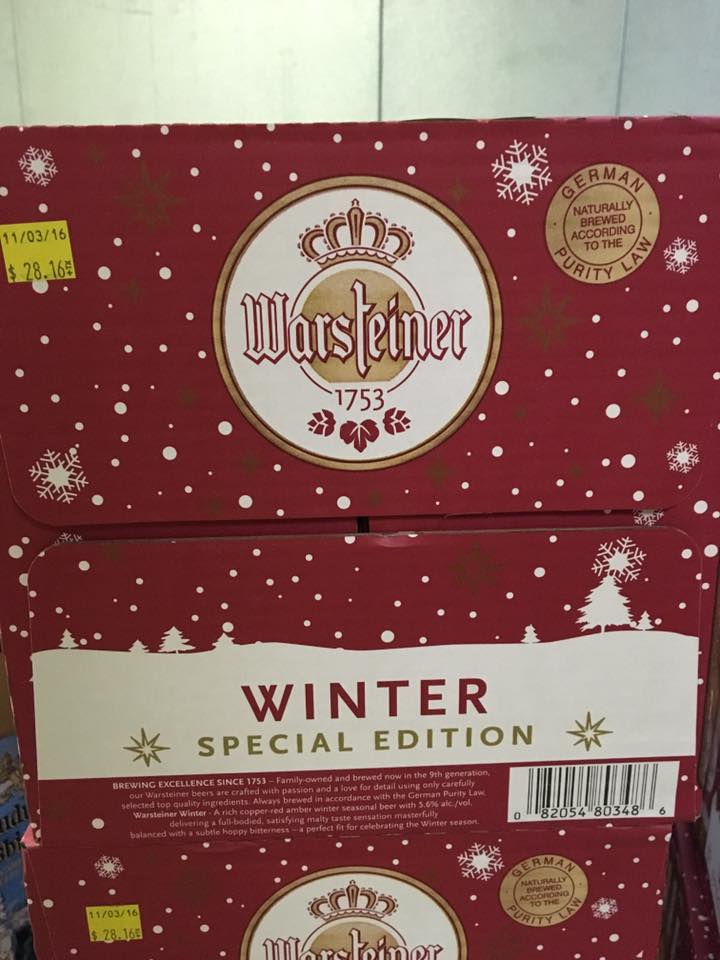 11/03/16
$ 28.16
Warsteiner
1753
GERMAN
NATURALLY
BREWED
ACCORDING
TO THE
PURITY LAW
WINTER
SPECIAL EDITION
BREWING EXCELLENCE SINCE 1753 – Family-owned and brewed now in the 9th generation,
our Warsteiner beers are crafted with passion and a love for detail using only carefully
selected top quality ingredients. Always brewed in accordance with the German Purity Law.
Warsteiner Winter - A rich copper-red amber winter seasonal beer with 5.6% alc./vol.
delivering a full-bodied, satisfying malty taste sensation masterfully
balanced with a subtle hoppy bitterness – a perfect fit for celebrating the Winter season.
0 82054 80348 6
11/03/16
$ 28.16
Warsteiner
GERMAN
NATURALLY
BREWED
ACCORDING
TO THE
PURITY LAW